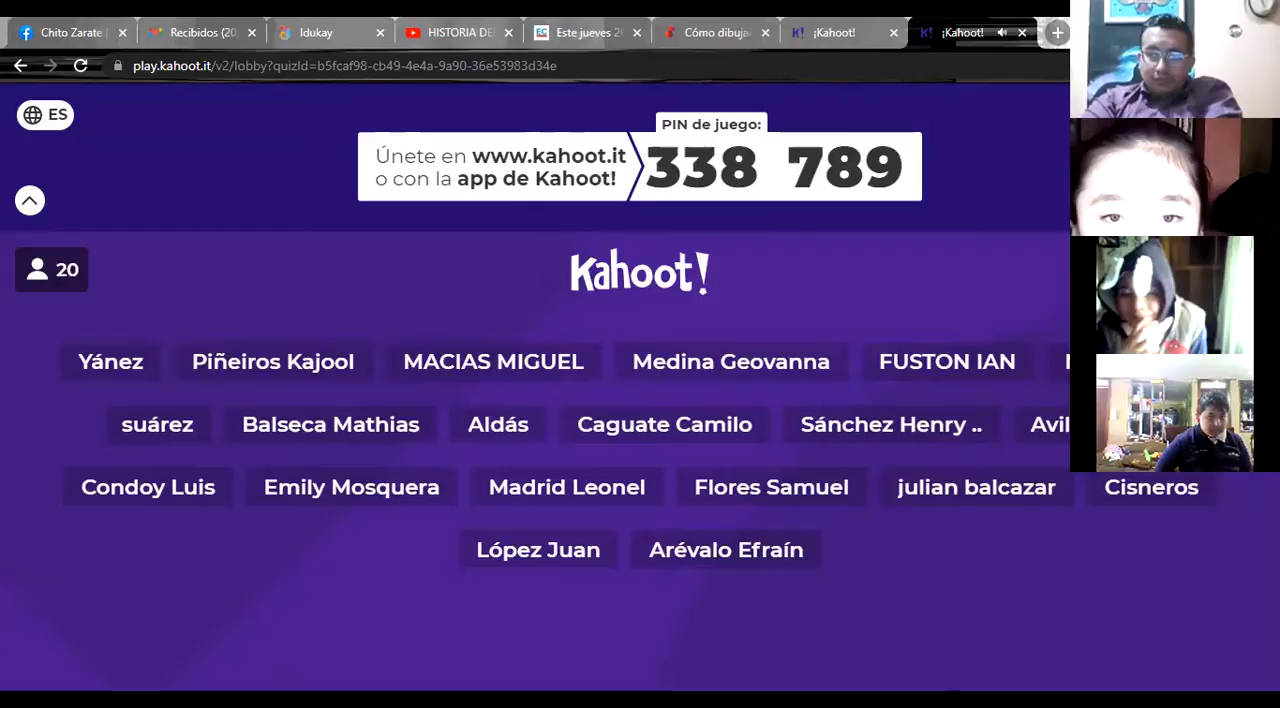 Chito Zarate | Recibidos (20 Idukay HISTORIA DE Este jueves 2 Cómo dibuja ¡Kahoot! ¡Kahoot!
play.kahoot.it/v2/lobby?quizId=b5fcaf98-cb49-4e4a-9a90-36e53983d34e
ES
PIN de juego:
Únete en www.kahoot.it
o con la app de Kahoot!
338 789
20
Kahoot!
Yánez Piñeiros Kajool MACIAS MIGUEL Medina Geovanna FUSTON IAN
suárez Balseca Mathias Aldás Caguate Camilo Sánchez Henry .. Avil
Condoy Luis Emily Mosquera Madrid Leonel Flores Samuel julian balcazar Cisneros
López Juan Arévalo Efraín